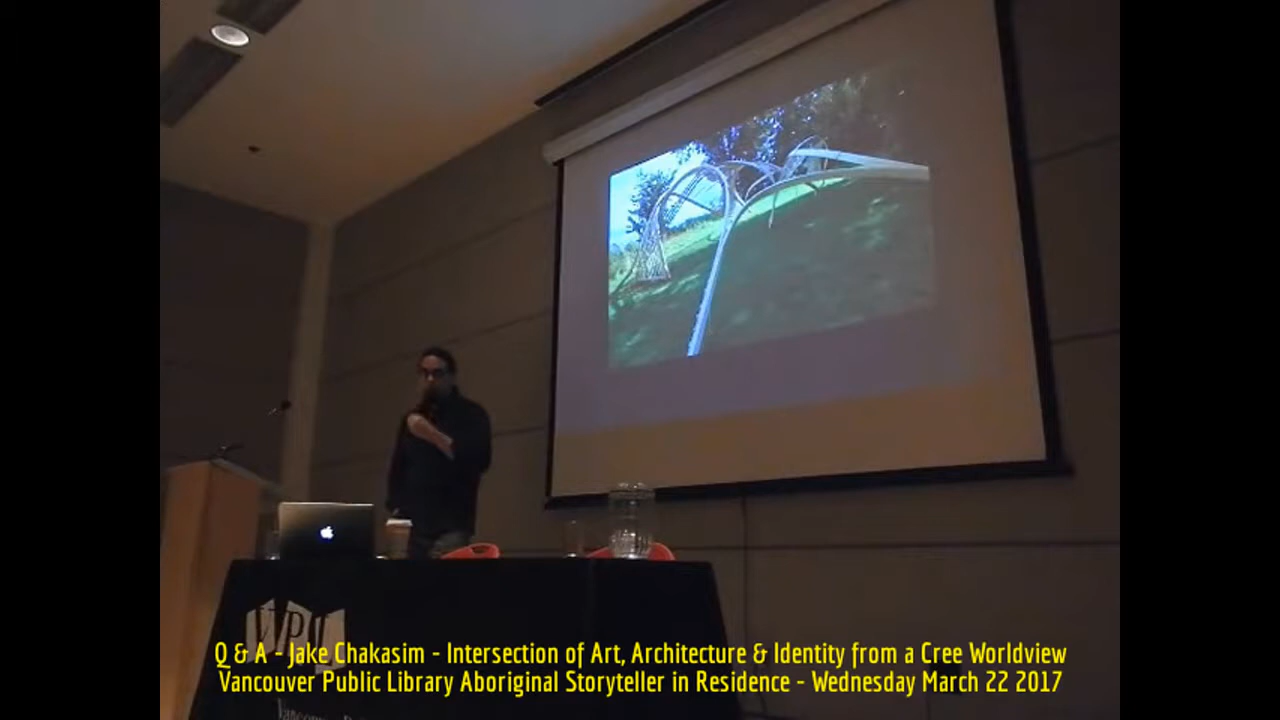 VPL
Q & A - Jake Chakasim - Intersection of Art, Architecture & Identity from a Cree Worldview
Vancouver Public Library Aboriginal Storyteller in Residence - Wednesday March 22 2017